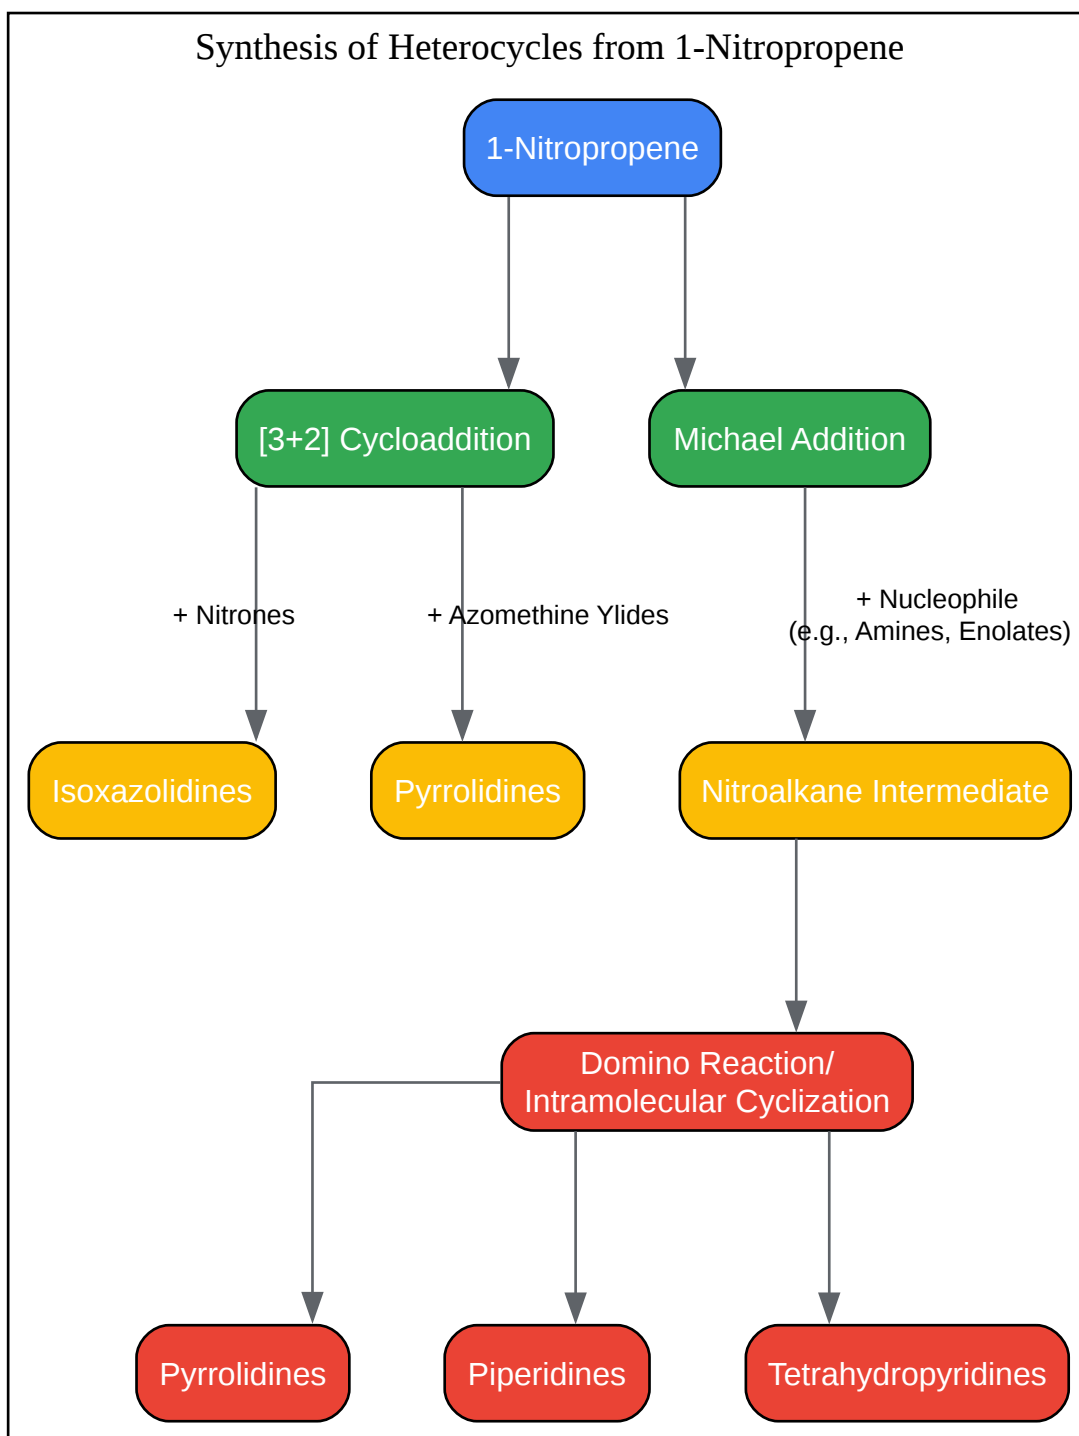 Synthesis of Heterocycles from 1-Nitropropene
1-Nitropropene
[3+2] Cycloaddition
Michael Addition
+ Nitrones
+ Azomethine Ylides
+ Nucleophile
(e.g., Amines, Enolates)
Isoxazolidines
Pyrrolidines
Nitroalkane Intermediate
Domino Reaction/
Intramolecular Cyclization
Pyrrolidines
Piperidines
Tetrahydropyridines